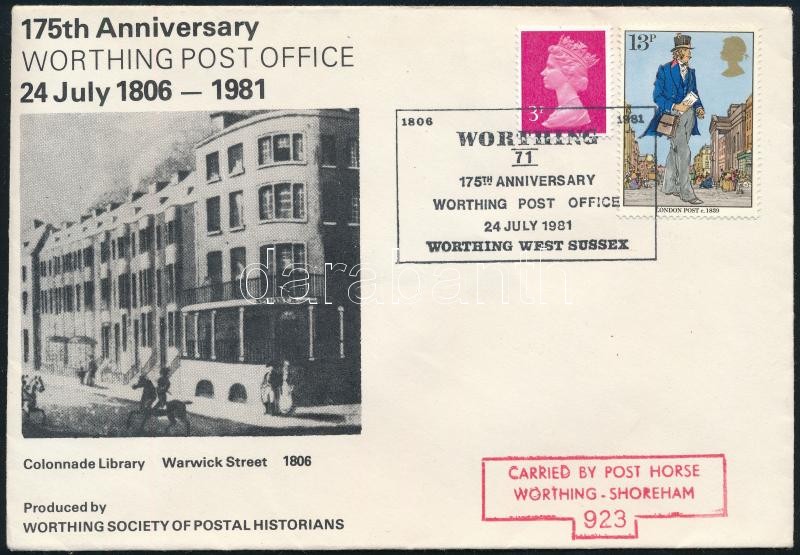 175th Anniversary
WORTHING POST OFFICE
24 July 1806 — 1981
3P
13P
LONDON POST c.1839
1806
1981
WORTHING
71
175TH ANNIVERSARY
WORTHING POST OFFICE
24 JULY 1981
WORTHING WEST SUSSEX
darabanth
Colonnade Library Warwick Street 1806
Produced by
WORTHING SOCIETY OF POSTAL HISTORIANS
CARRIED BY POST HORSE
WORTHING - SHOREHAM
923